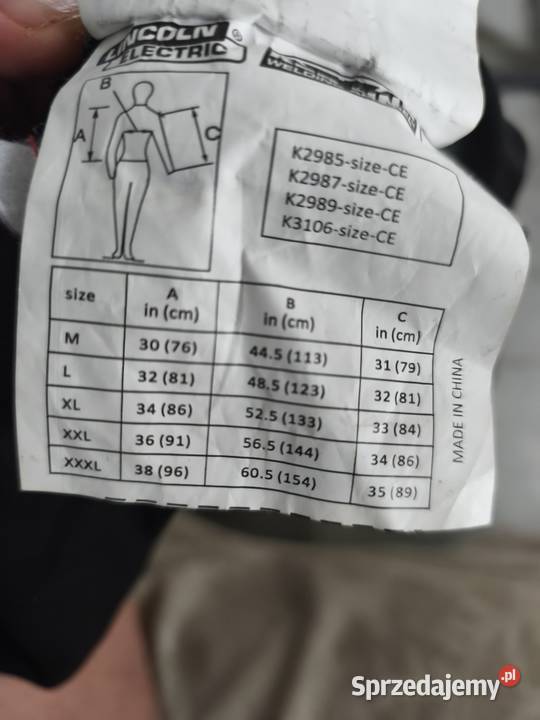 LINCOLN ®
ELECTRIC
WELDING
B
A
C
K2985-size-CE
K2987-size-CE
K2989-size-CE
K3106-size-CE
size A in (cm) B in (cm) C in (cm)
M 30 (76) 44.5 (113) 31 (79)
L 32 (81) 48.5 (123) 32 (81)
XL 34 (86) 52.5 (133) 33 (84)
XXL 36 (91) 56.5 (144) 34 (86)
XXXL 38 (96) 60.5 (154) 35 (89)
MADE IN CHINA
Sprzedajemy.pl